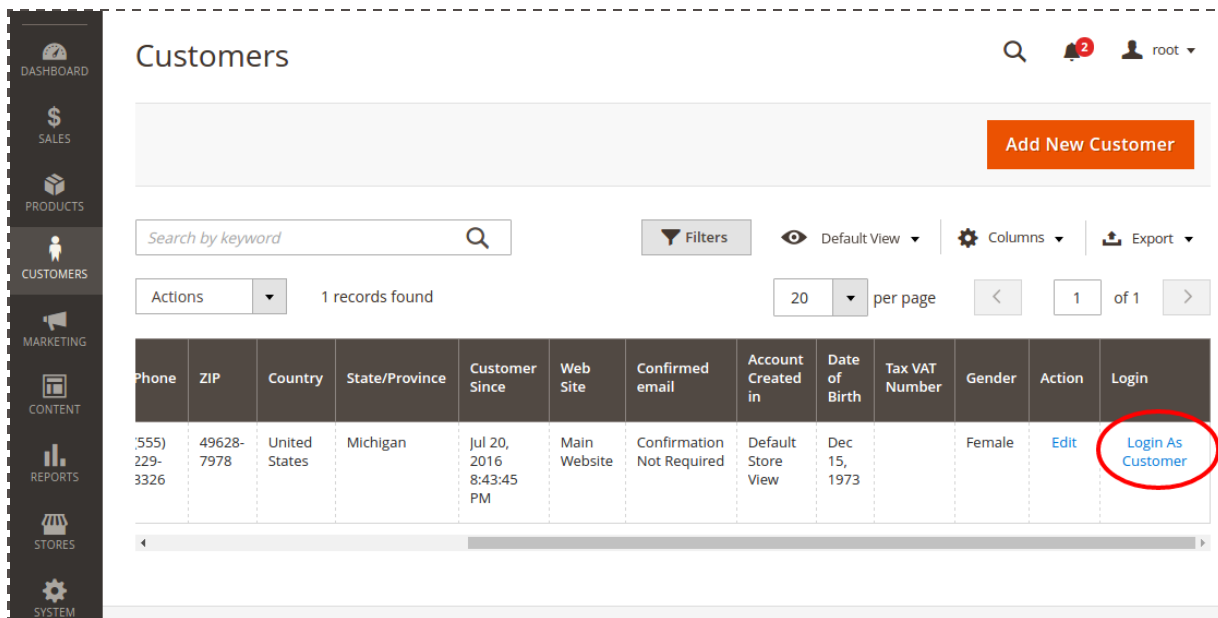 Customers
2
root
DASHBOARD
SALES
PRODUCTS
CUSTOMERS
MARKETING
CONTENT
REPORTS
STORES
SYSTEM
Add New Customer
Search by keyword
Filters
Default View
Columns
Export
Actions
1 records found
20
per page
1
of 1
Phone
ZIP
Country
State/Province
Customer
Since
Web
Site
Confirmed
email
Account
Created
in
Date
of
Birth
Tax VAT
Number
Gender
Action
Login
(555)
229-
3326
49628-
7978
United
States
Michigan
Jul 20,
2016
8:43:45
PM
Main
Website
Confirmation
Not Required
Default
Store
View
Dec
15,
1973
Female
Edit
Login As
Customer